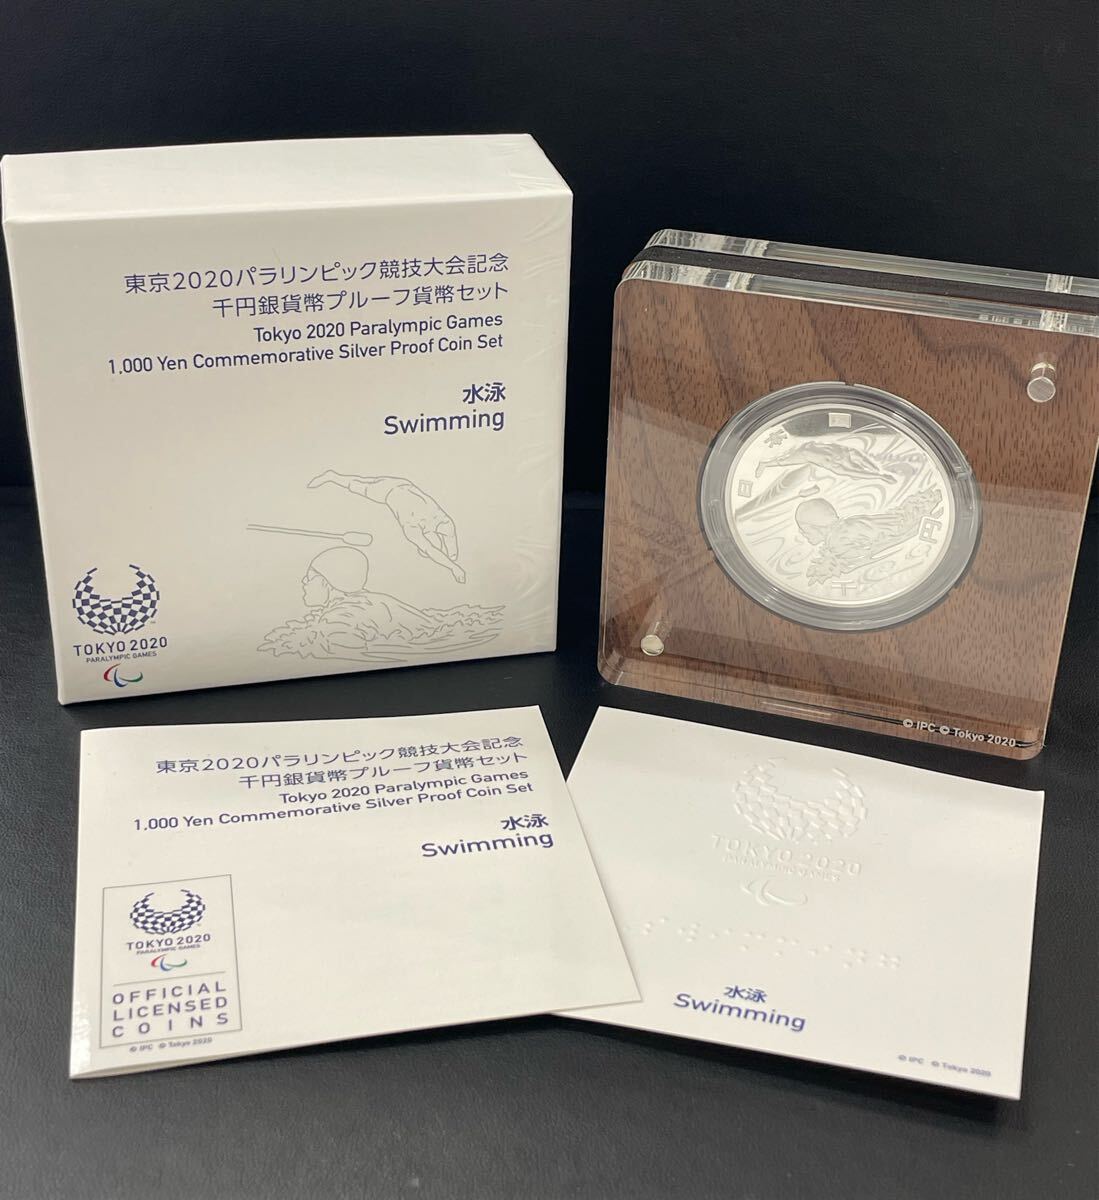 東京2020パラリンピック競技大会記念
千円銀貨幣プルーフ貨幣セット
Tokyo 2020 Paralympic Games
1,000 Yen Commemorative Silver Proof Coin Set
水泳
Swimming
TOKYO 2020
PARALYMPIC GAMES
日本国
千円
© IPC © Tokyo 2020
東京2020パラリンピック競技大会記念
千円銀貨幣プルーフ貨幣セット
Tokyo 2020 Paralympic Games
1,000 Yen Commemorative Silver Proof Coin Set
水泳
Swimming
TOKYO 2020
PARALYMPIC GAMES
OFFICIAL
LICENSED
COINS
© IPC © Tokyo 2020
TOKYO 2020
PARALYMPIC GAMES
水泳
Swimming
© IPC © Tokyo 2020